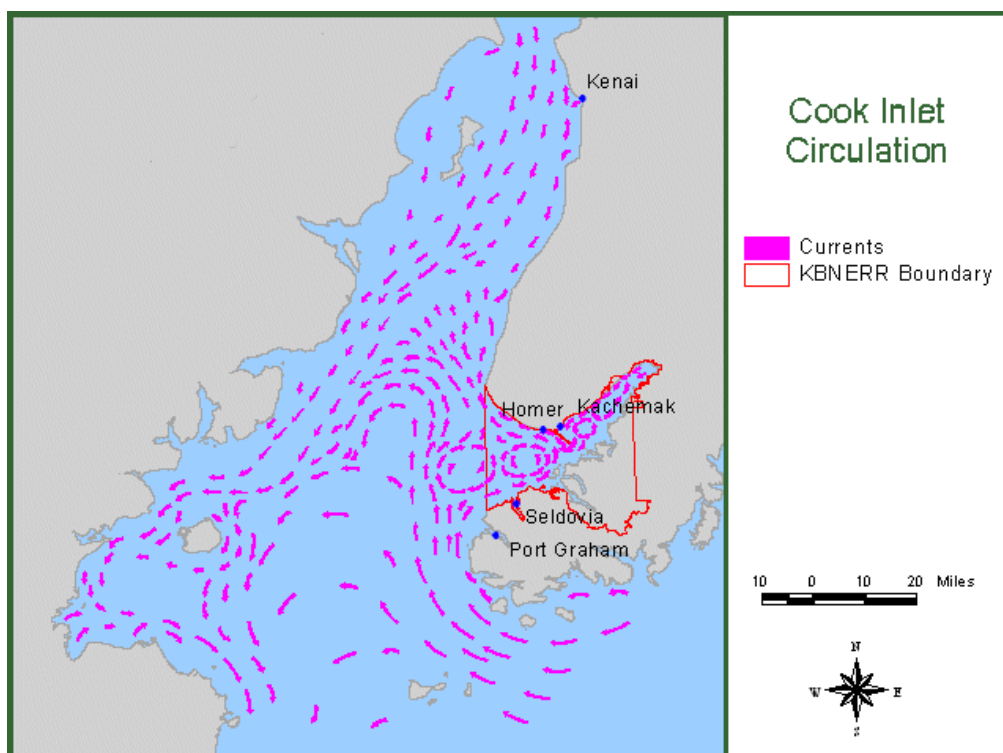 Kenai
Cook Inlet
Circulation
Currents
KBNERR Boundary
Homer
Kachemak
Seldovia
Port Graham
10 0 10 20 Miles
N
W E
S